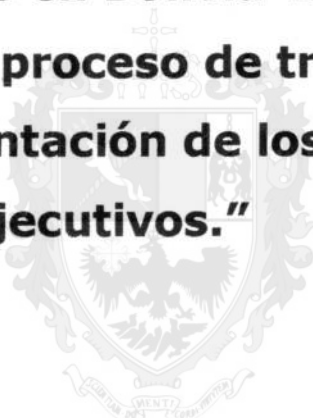 proceso de tr
ntación de los
jecutivos.”